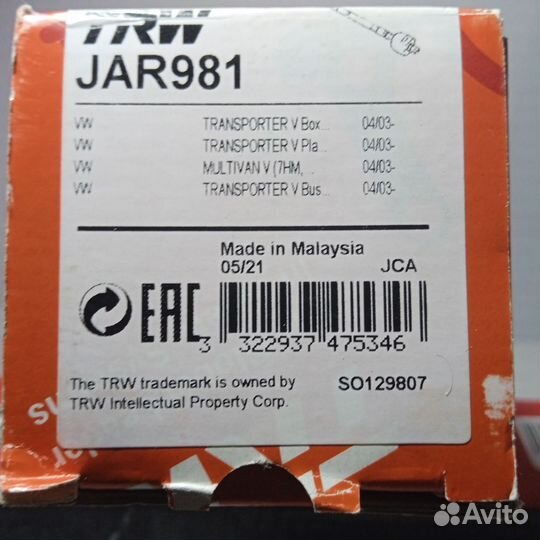 TRW
JAR981
VW TRANSPORTER V Box... 04/03-
VW TRANSPORTER V Pla... 04/03-
VW MULTIVAN V (7HM, ... 04/03-
VW TRANSPORTER V Bus... 04/03-
Made in Malaysia
05/21 JCA
EAC
3 322937 475346
The TRW trademark is owned by SO129807
TRW Intellectual Property Corp.
Avito